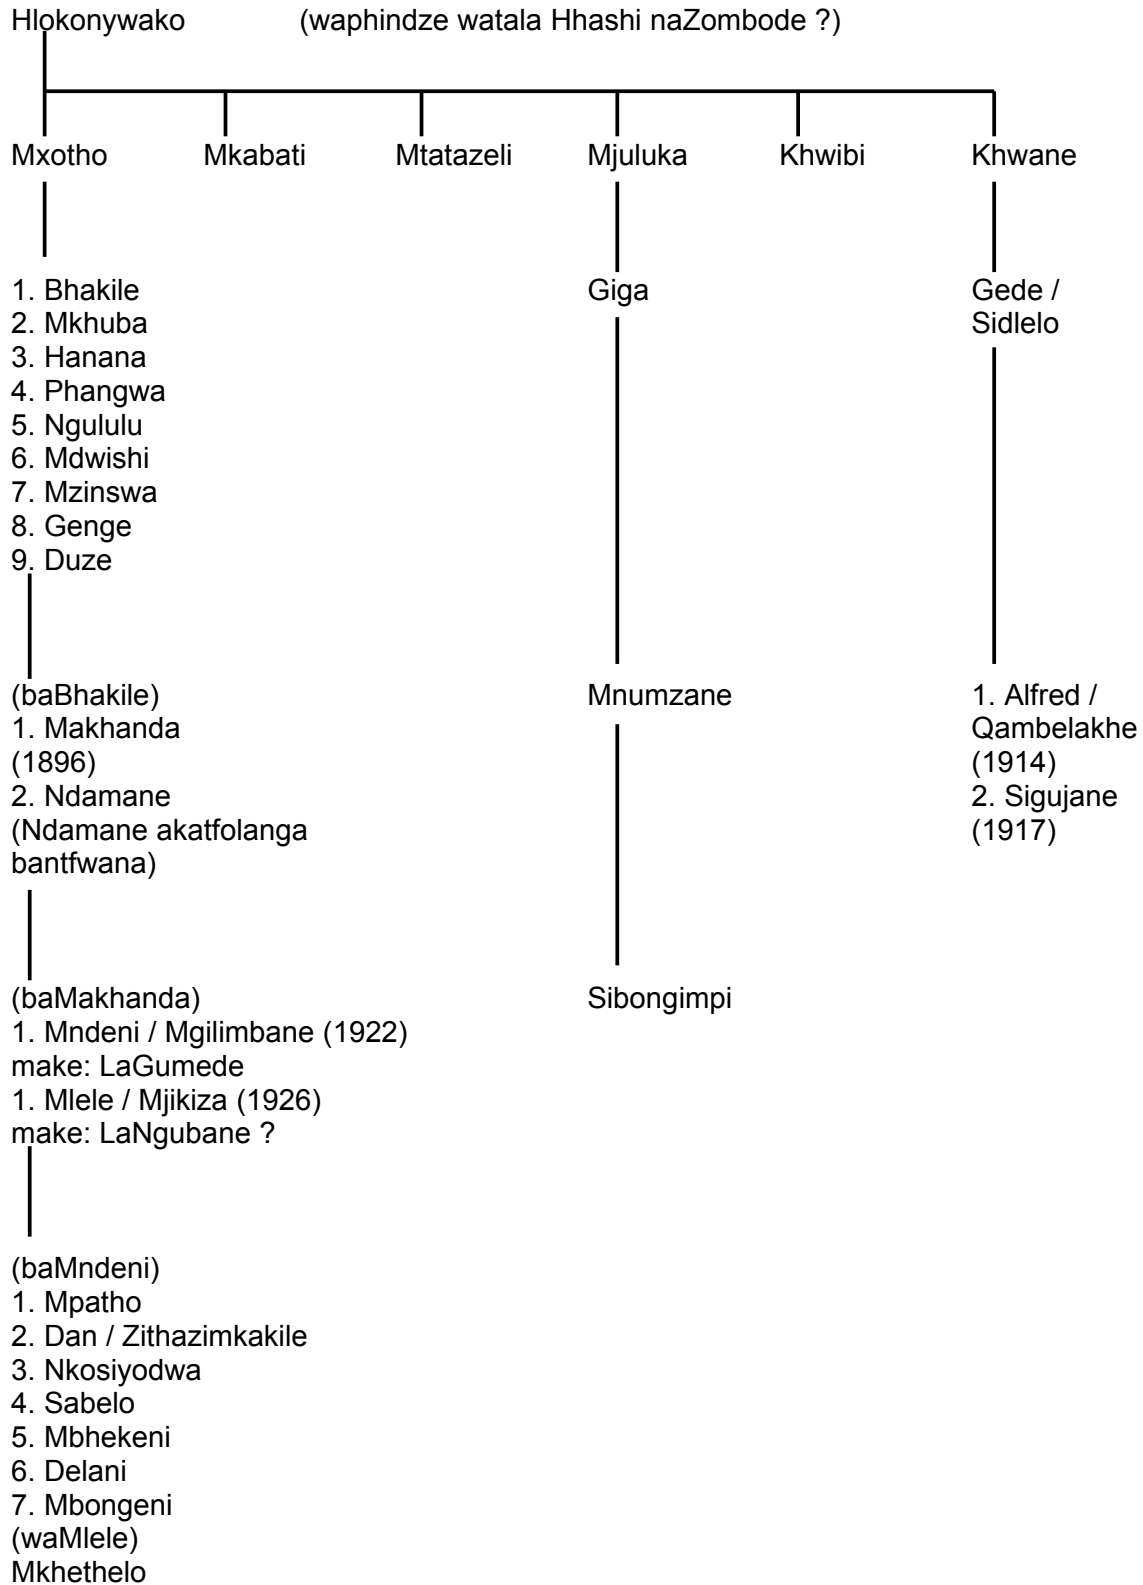 Hlokonywako (waphindze watala Hhashi naZombode ?)
Mxotho Mkabati Mtatazeli Mjuluka Khwibi Khwane
1. Bhakile
2. Mkhuba
3. Hanana
4. Phangwa
5. Ngululu
6. Mdwishi
7. Mzinswa
8. Genge
9. Duze
Giga
Gede /
Sidlelo
(baBhakile)
1. Makhanda
(1896)
2. Ndamane
(Ndamane akatfolanga
bantfwana)
Mnumzane
1. Alfred /
Qambelakhe
(1914)
2. Sigujane
(1917)
(baMakhanda)
1. Mndeni / Mgilimbane (1922)
make: LaGumede
1. Mlele / Mjikiza (1926)
make: LaNgubane ?
Sibongimpi
(baMndeni)
1. Mpatho
2. Dan / Zithazimkakile
3. Nkosiyodwa
4. Sabelo
5. Mbhekeni
6. Delani
7. Mbongeni
(waMlele)
Mkhethelo